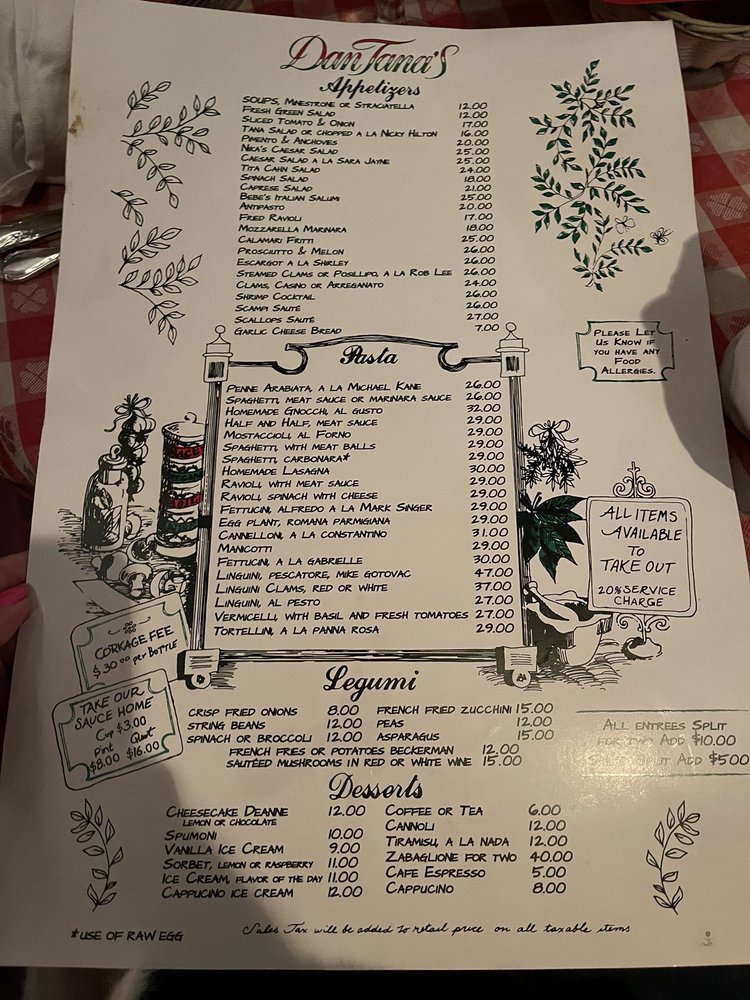 Dan Tana's
Appetizers
SOUPS, MINESTRONE OR STRACIATELLA 12.00
FRESH GREEN SALAD 12.00
SLICED TOMATO & ONION 17.00
TANA SALAD OR CHOPPED A LA NICKY HILTON 16.00
PIMENTO & ANCHOVIES 20.00
NIKA'S CAESAR SALAD 25.00
CAESAR SALAD A LA SARA JAYNE 25.00
TITA CAHN SALAD 24.00
SPINACH SALAD 18.00
CAPRESE SALAD 21.00
BEBE'S ITALIAN SALUMI 25.00
ANTIPASTO 20.00
FRIED RAVIOLI 17.00
MOZZARELLA MARINARA 18.00
CALAMARI FRITTI 25.00
PROSCIUTTO & MELON 26.00
ESCARGOT A LA SHIRLEY 26.00
STEAMED CLAMS OR POSILLIPO, A LA ROB LEE 26.00
CLAMS, CASINO OR ARREGANATO 24.00
SHRIMP COCKTAIL 26.00
SCAMPI SAUTÉ 26.00
SCALLOPS SAUTÉ 27.00
GARLIC CHEESE BREAD 7.00
PLEASE LET
US KNOW IF
YOU HAVE ANY
FOOD
ALLERGIES.
Pasta
PENNE ARABIATA, A LA MICHAEL KANE 26.00
SPAGHETTI, MEAT SAUCE OR MARINARA SAUCE 26.00
HOMEMADE GNOCCHI, AL GUSTO 32.00
HALF AND HALF, MEAT SAUCE 29.00
MOSTACCIOLI, AL FORNO 29.00
SPAGHETTI, WITH MEAT BALLS 29.00
SPAGHETTI, CARBONARA* 29.00
HOMEMADE LASAGNA 30.00
RAVIOLI, WITH MEAT SAUCE 29.00
RAVIOLI, SPINACH WITH CHEESE 29.00
FETTUCINI, ALFREDO A LA MARK SINGER 29.00
EGG PLANT, ROMANA PARMIGIANA 29.00
CANNELLONI, A LA CONSTANTINO 31.00
MANICOTTI 29.00
FETTUCINI, A LA GABRIELLE 30.00
LINGUINI, PESCATORE, MIKE GOTOVAC 47.00
LINGUINI CLAMS, RED OR WHITE 37.00
LINGUINI, AL PESTO 27.00
VERMICELLI, WITH BASIL AND FRESH TOMATOES 27.00
TORTELLINI, A LA PANNA ROSA 29.00
ALL ITEMS
AVAILABLE
TO
TAKE OUT
20% SERVICE
CHARGE
CORKAGE FEE
$30.00 per BOTTLE
TAKE OUR
SAUCE HOME
Cup $3.00
Pint Quart
$8.00 $16.00
Legumi
CRISP FRIED ONIONS 8.00 FRENCH FRIED ZUCCHINI 15.00
STRING BEANS 12.00 PEAS 12.00
SPINACH OR BROCCOLI 12.00 ASPARAGUS 15.00
FRENCH FRIES OR POTATOES BECKERMAN 12.00
SAUTÉED MUSHROOMS IN RED OR WHITE WINE 15.00
ALL ENTREES SPLIT
FOR TWO ADD $10.00
SPLIT ADD $5.00
Desserts
CHEESECAKE DEANNE 12.00 COFFEE OR TEA 6.00
LEMON OR CHOCOLATE
SPUMONI 10.00 CANNOLI 12.00
VANILLA ICE CREAM 9.00 TIRAMISU, A LA NADA 12.00
SORBET, LEMON OR RASPBERRY 11.00 ZABAGLIONE FOR TWO 40.00
ICE CREAM, FLAVOR OF THE DAY 11.00 CAFE ESPRESSO 5.00
CAPPUCINO ICE CREAM 12.00 CAPPUCINO 8.00
*USE OF RAW EGG
Sales Tax will be added to retail price on all taxable items